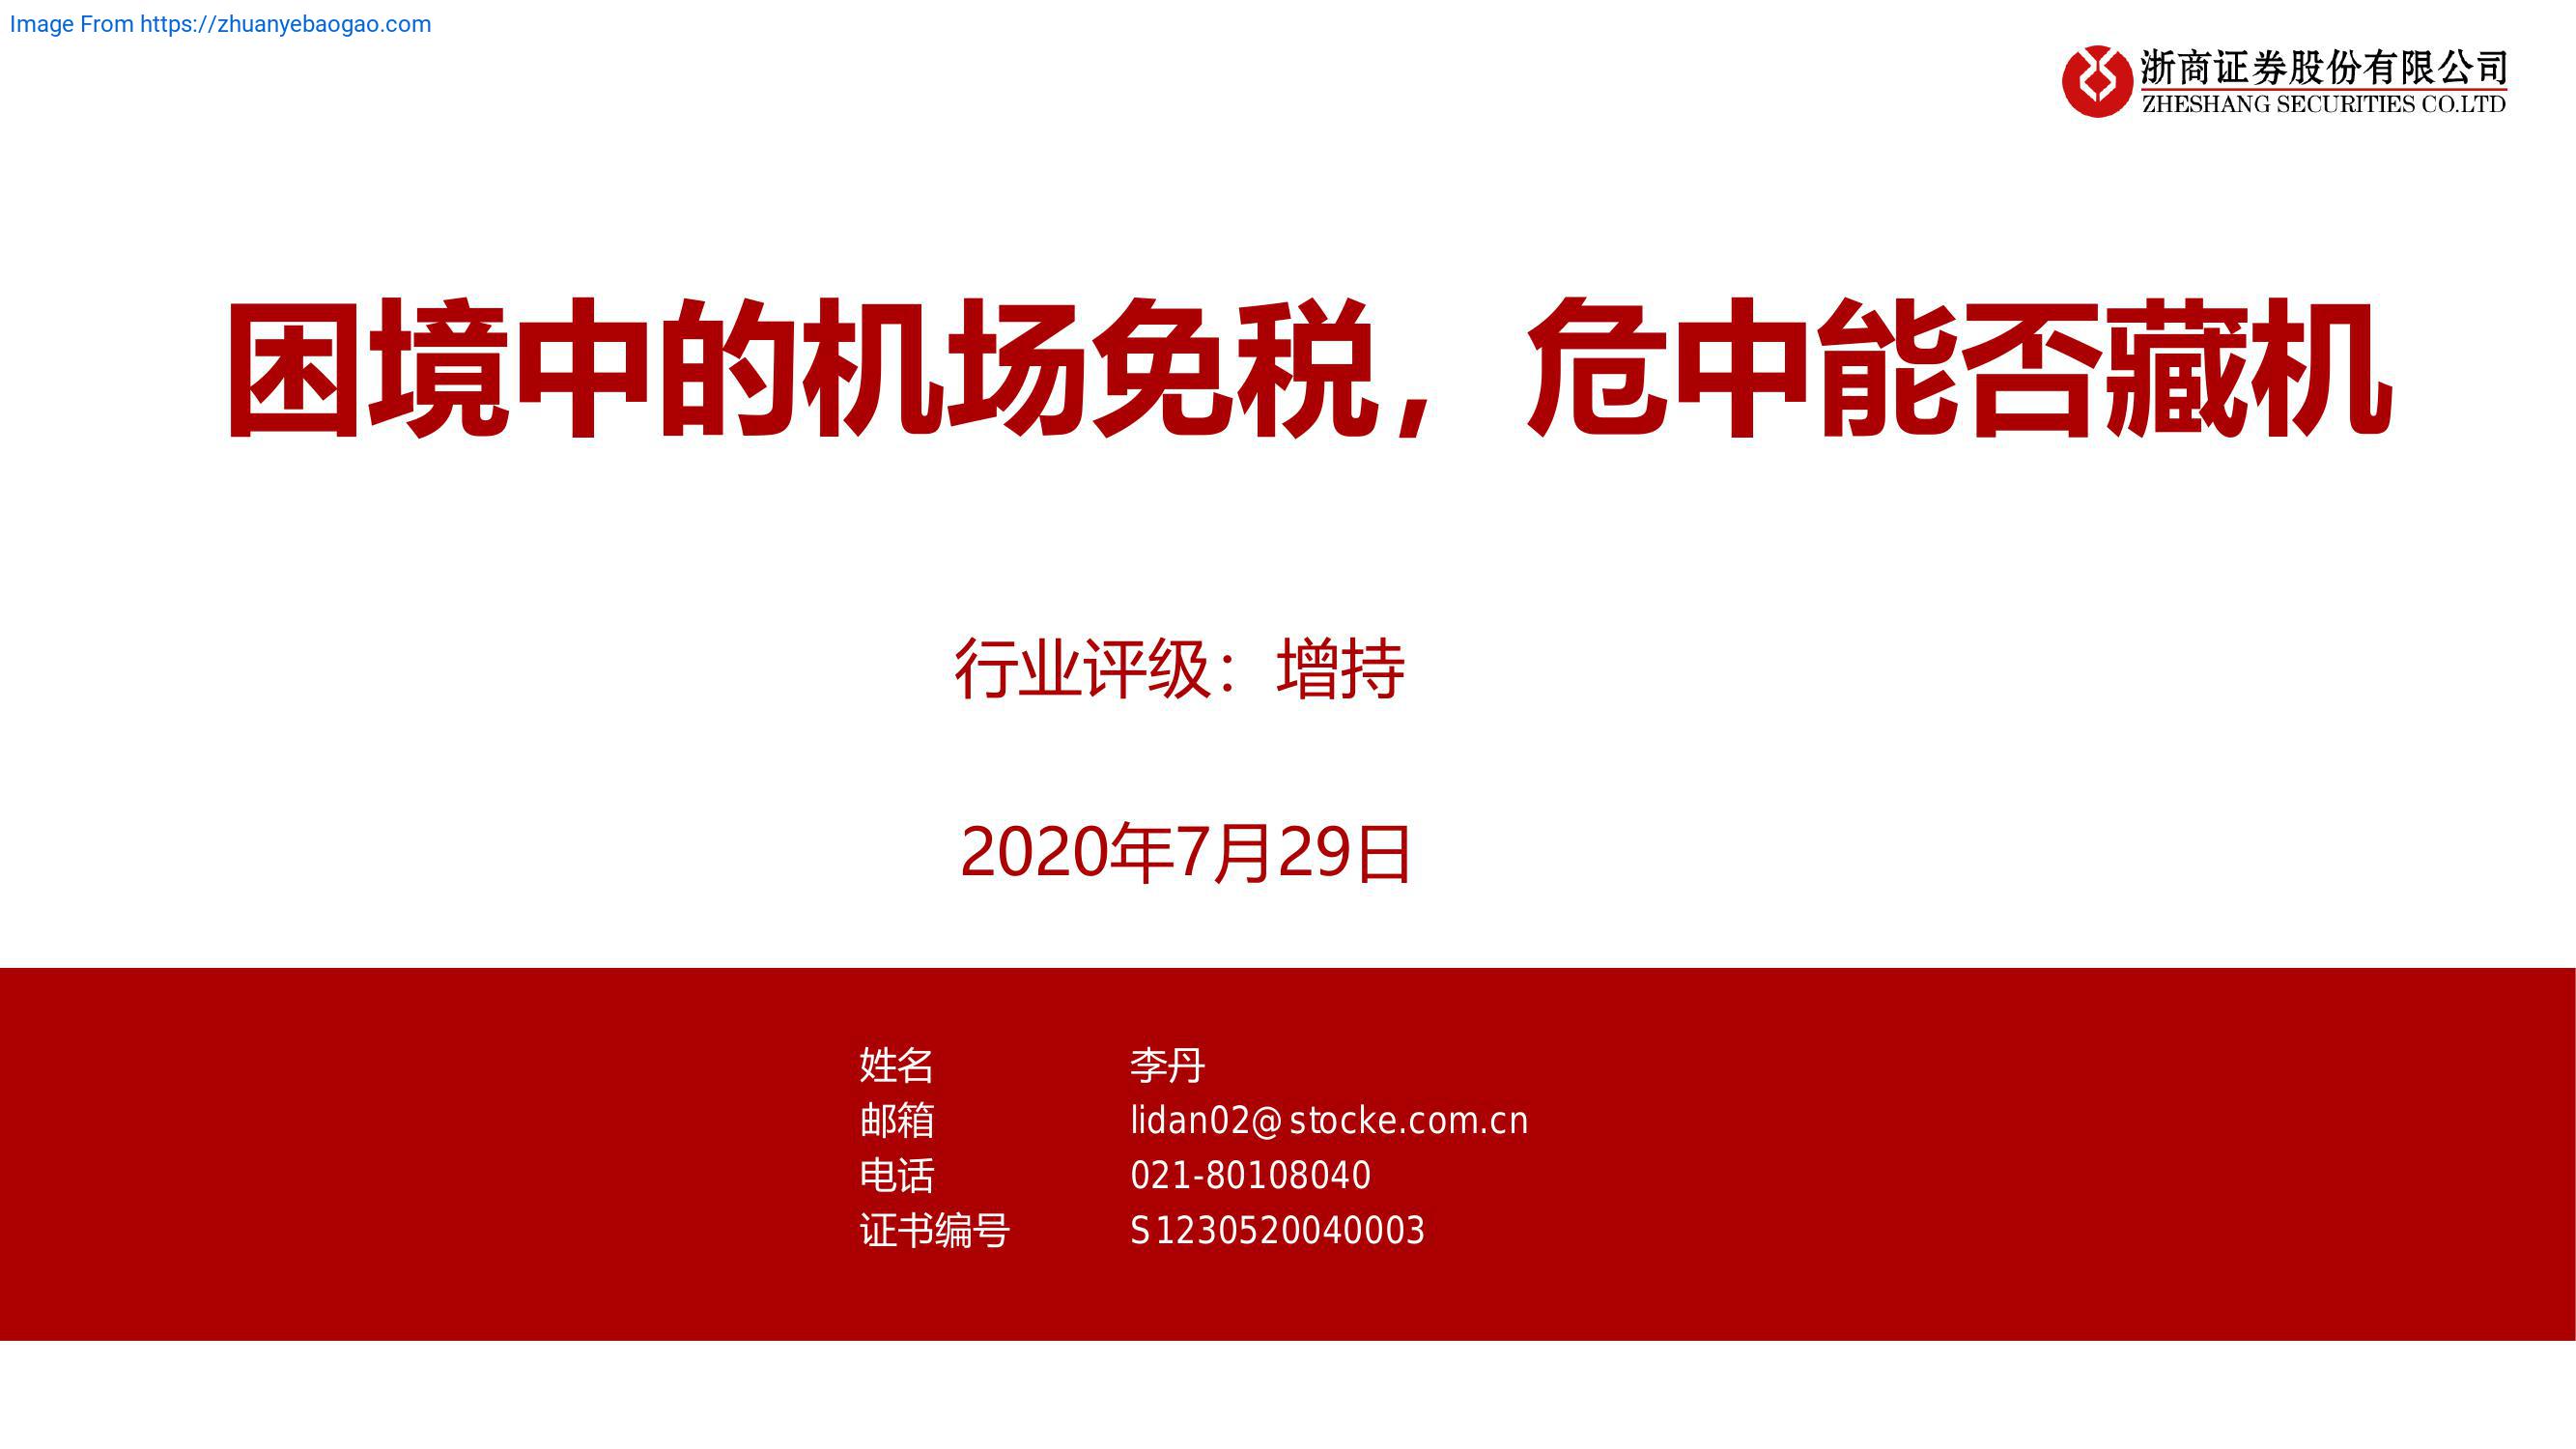 Image From https://zhuanyebaogao.com
浙商证券股份有限公司
ZHESHANG SECURITIES CO.LTD
困境中的机场免税，危中能否藏机
行业评级：增持
2020年7月29日
姓名 李丹
邮箱 lidan02@stocke.com.cn
电话 021-80108040
证书编号 S1230520040003